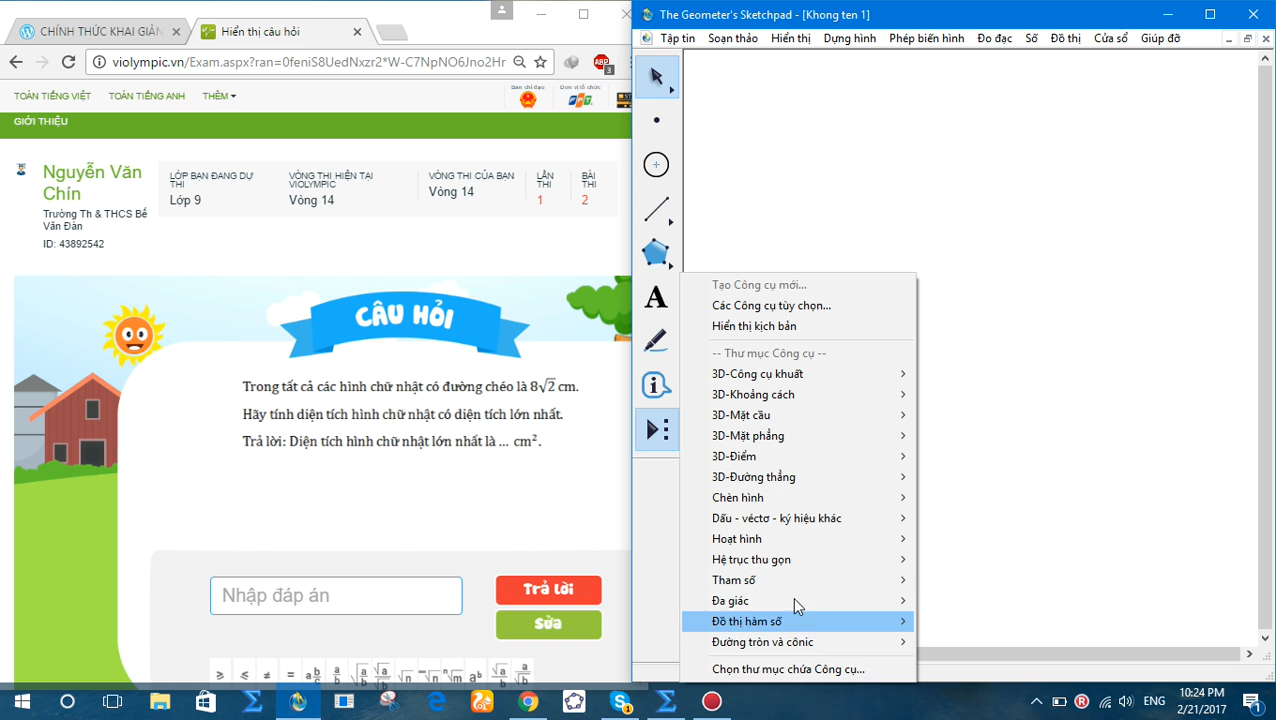 CHÍNH THỨC KHAI GIẢN
Hiển thị câu hỏi
violympic.vn/Exam.aspx?ran=0feniS8UedNxzr2*W-C7NpNO6Jno2Hr
ABP
3
TOÁN TIẾNG VIỆT
TOÁN TIẾNG ANH
THÊM
Ban chỉ đạo
Đơn vị tổ chức
GIỚI THIỆU
Nguyễn Văn
Chín
Trường Th & THCS Bế
Văn Đàn
ID: 43892542
LỚP BẠN ĐANG DỰ
THI
Lớp 9
VÒNG THI HIỆN TẠI
VIOLYMPIC
Vòng 14
VÒNG THI CỦA BẠN
Vòng 14
LẦN
THI
1
BÀI
THI
2
CÂU HỎI
Trong tất cả các hình chữ nhật có đường chéo là 8√2 cm.
Hãy tính diện tích hình chữ nhật có diện tích lớn nhất.
Trả lời: Diện tích hình chữ nhật lớn nhất là ... cm².
Nhập đáp án
Trả lời
Sửa
The Geometer's Sketchpad - [Khong ten 1]
Tập tin Soạn thảo Hiển thị Dựng hình Phép biến hình Đo đạc Số Đồ thị Cửa sổ Giúp đỡ
A
Tạo Công cụ mới...
Các Công cụ tùy chọn...
Hiển thị kịch bản
-- Thư mục Công cụ --
3D-Công cụ khuất
3D-Khoảng cách
3D-Mặt cầu
3D-Mặt phẳng
3D-Điểm
3D-Đường thẳng
Chèn hình
Dấu - véctơ - ký hiệu khác
Hoạt hình
Hệ trục thu gọn
Tham số
Đa giác
Đồ thị hàm số
Đường tròn và cônic
Chọn thư mục chứa Công cụ...
ENG
10:24 PM
2/21/2017